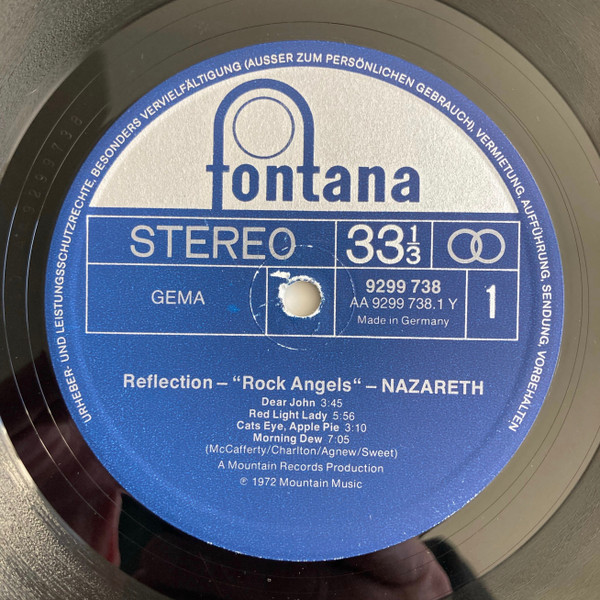 URHEBER- UND LEISTUNGSSCHUTZRECHTE, BESONDERS VERVIELFÄLTIGUNG (AUSSER ZUM PERSÖNLICHEN GEBRAUCH), VERMIETUNG, AUFFÜHRUNG, SENDUNG, VORBEHALTEN
fontana
STEREO
33 1/3
GEMA
9299 738
AA 9299 738.1 Y
Made in Germany
1
Reflection – “Rock Angels“ – NAZARETH
Dear John 3:45
Red Light Lady 5:56
Cats Eye, Apple Pie 3:10
Morning Dew 7:05
(McCafferty/Charlton/Agnew/Sweet)
A Mountain Records Production
℗ 1972 Mountain Music